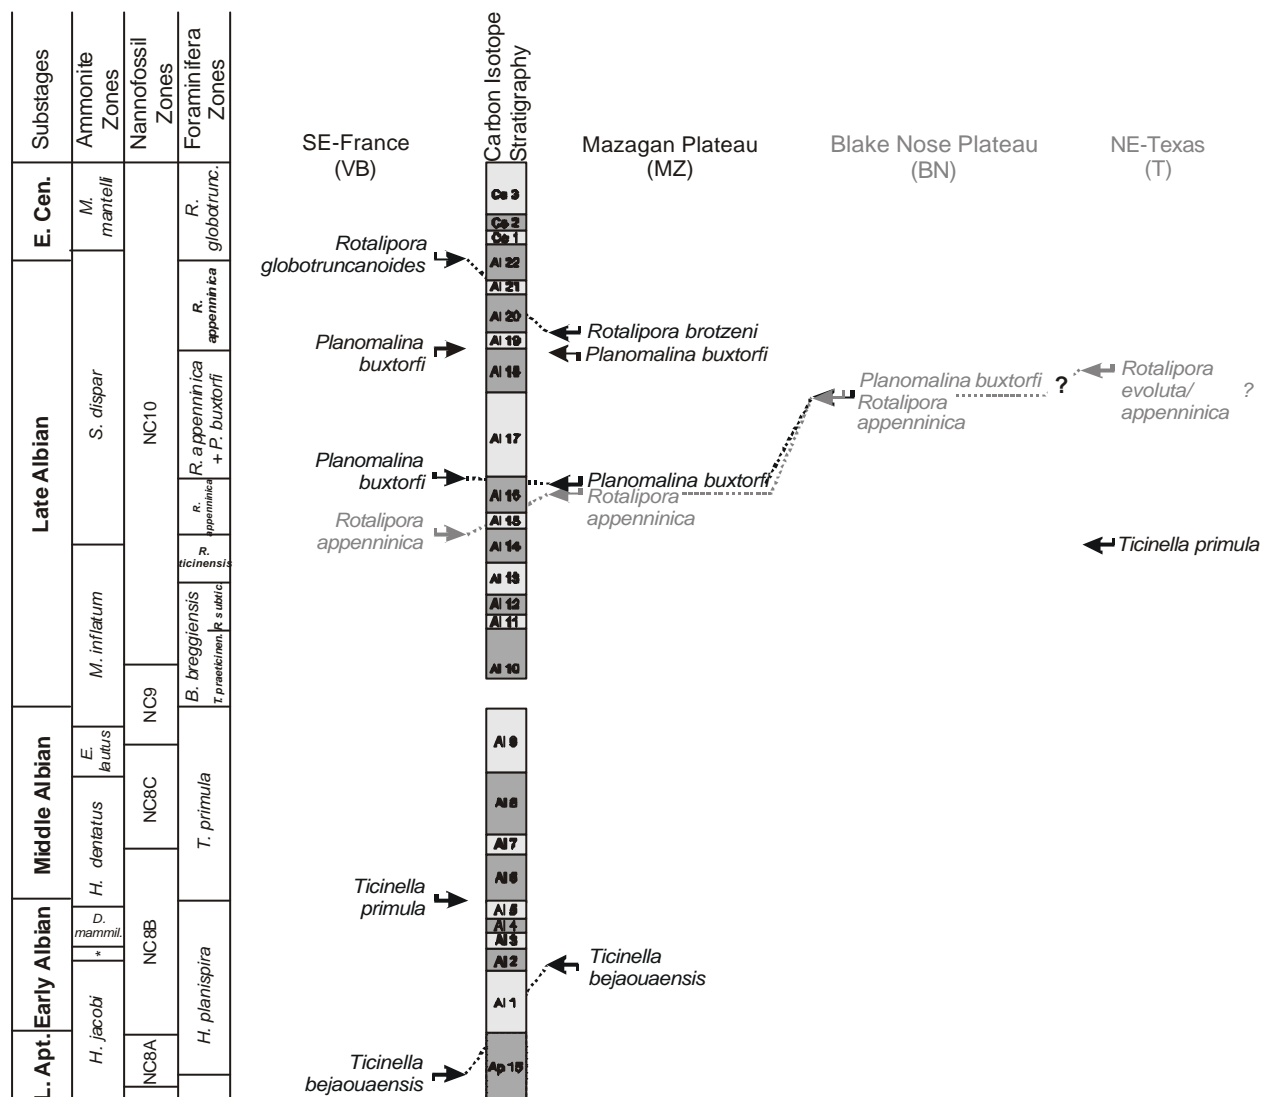 Substages
Ammonite
Zones
Nannofossil
Zones
Foraminifera
Zones
Carbon Isotope
Stratigraphy
SE-France
(VB)
Mazagan Plateau
(MZ)
Blake Nose Plateau
(BN)
NE-Texas
(T)
E. Cen.
Late Albian
Middle Albian
Early Albian
L. Apt.
M.
mantelli
S. dispar
M. inflatum
E.
lautus
H. dentatus
D.
mammil.
*
H. jacobi
NC10
NC9
NC8C
NC8B
NC8A
R.
globotrunc.
R.
appenninica
R. appenninica
+ P. buxtorfi
R.
appenninica
R.
ticinensis
B. breggiensis
R subtic.
T. praeticinen.
T. primula
H. planispira
Rotalipora
globotruncanoides
Planomalina
buxtorfi
Planomalina
buxtorfi
Rotalipora
appenninica
Ticinella
primula
Ticinella
bejaouaensis
Ce 3
Ce 2
Ce 1
Al 22
Al 21
Al 20
Al 19
Al 18
Al 17
Al 16
Al 15
Al 14
Al 13
Al 12
Al 11
Al 10
Al 9
Al 8
Al 7
Al 6
Al 5
Al 4
Al 3
Al 2
Al 1
Ap 15
Rotalipora brotzeni
Planomalina buxtorfi
Planomalina buxtorfi
Rotalipora
appenninica
Ticinella
bejaouaensis
Planomalina buxtorfi
Rotalipora
appenninica
?
Rotalipora
evoluta/ ?
appenninica
Ticinella primula